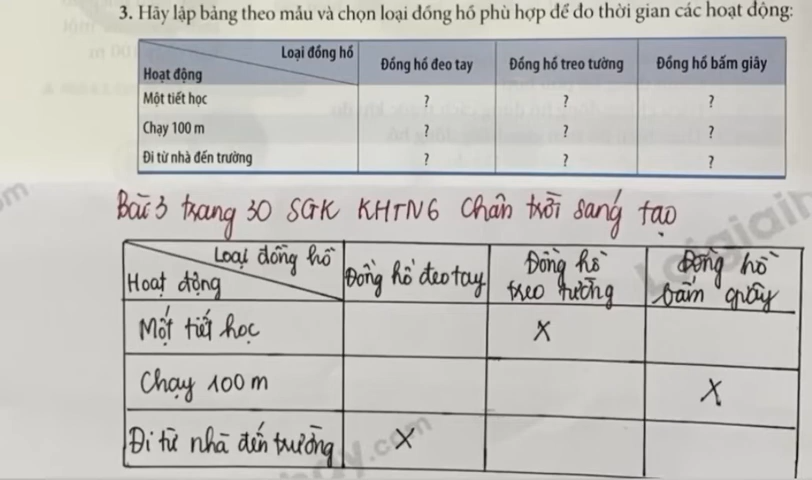 3. Hãy lập bảng theo mẫu và chọn loại đồng hồ phù hợp để đo thời gian các hoạt động:
Loại đồng hồ
Hoạt động
Đồng hồ đeo tay
Đồng hồ treo tường
Đồng hồ bấm giây
Một tiết học ? ? ?
Chạy 100 m ? ? ?
Đi từ nhà đến trường ? ? ?
Bài 3 trang 30 SGK KHTN6 Chân trời sáng tạo
Loại đồng hồ
Hoạt động
Đồng hồ đeo tay
Đồng hồ
treo tường
Đồng hồ
bấm giây
Một tiết học X
Chạy 100 m X
Đi từ nhà đến trường X